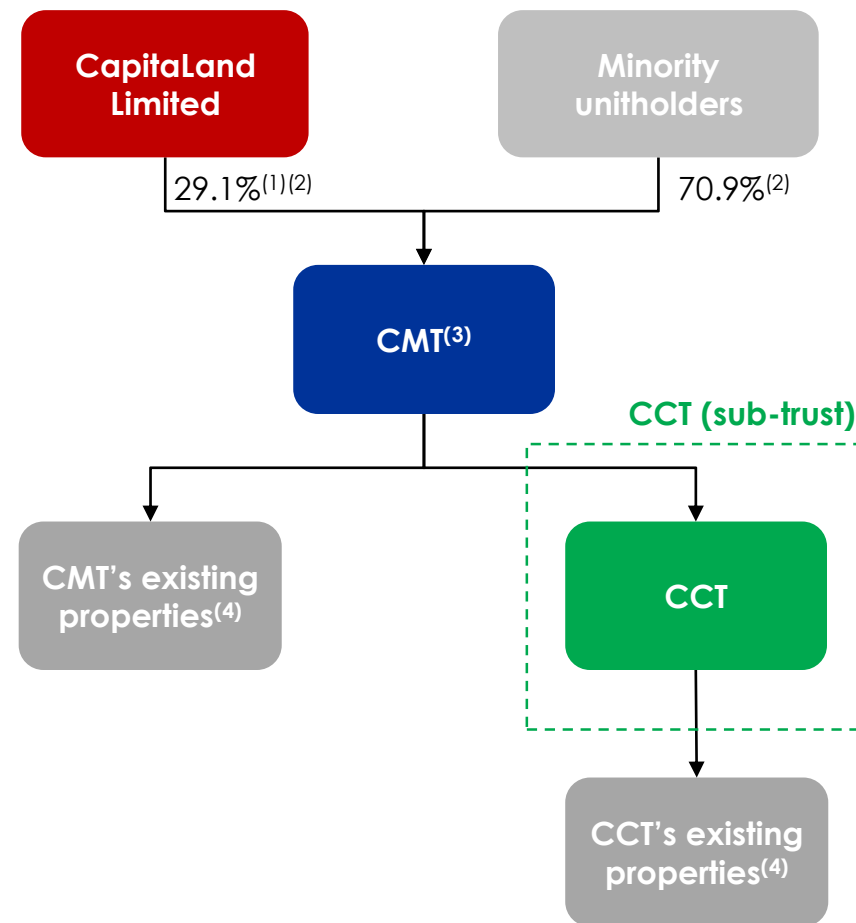 CapitaLand
Limited
Minority
unitholders
29.1%(1)(2)
70.9%(2)
CMT(3)
CCT (sub-trust)
CMT’s existing
properties(4)
CCT
CCT’s existing
properties(4)